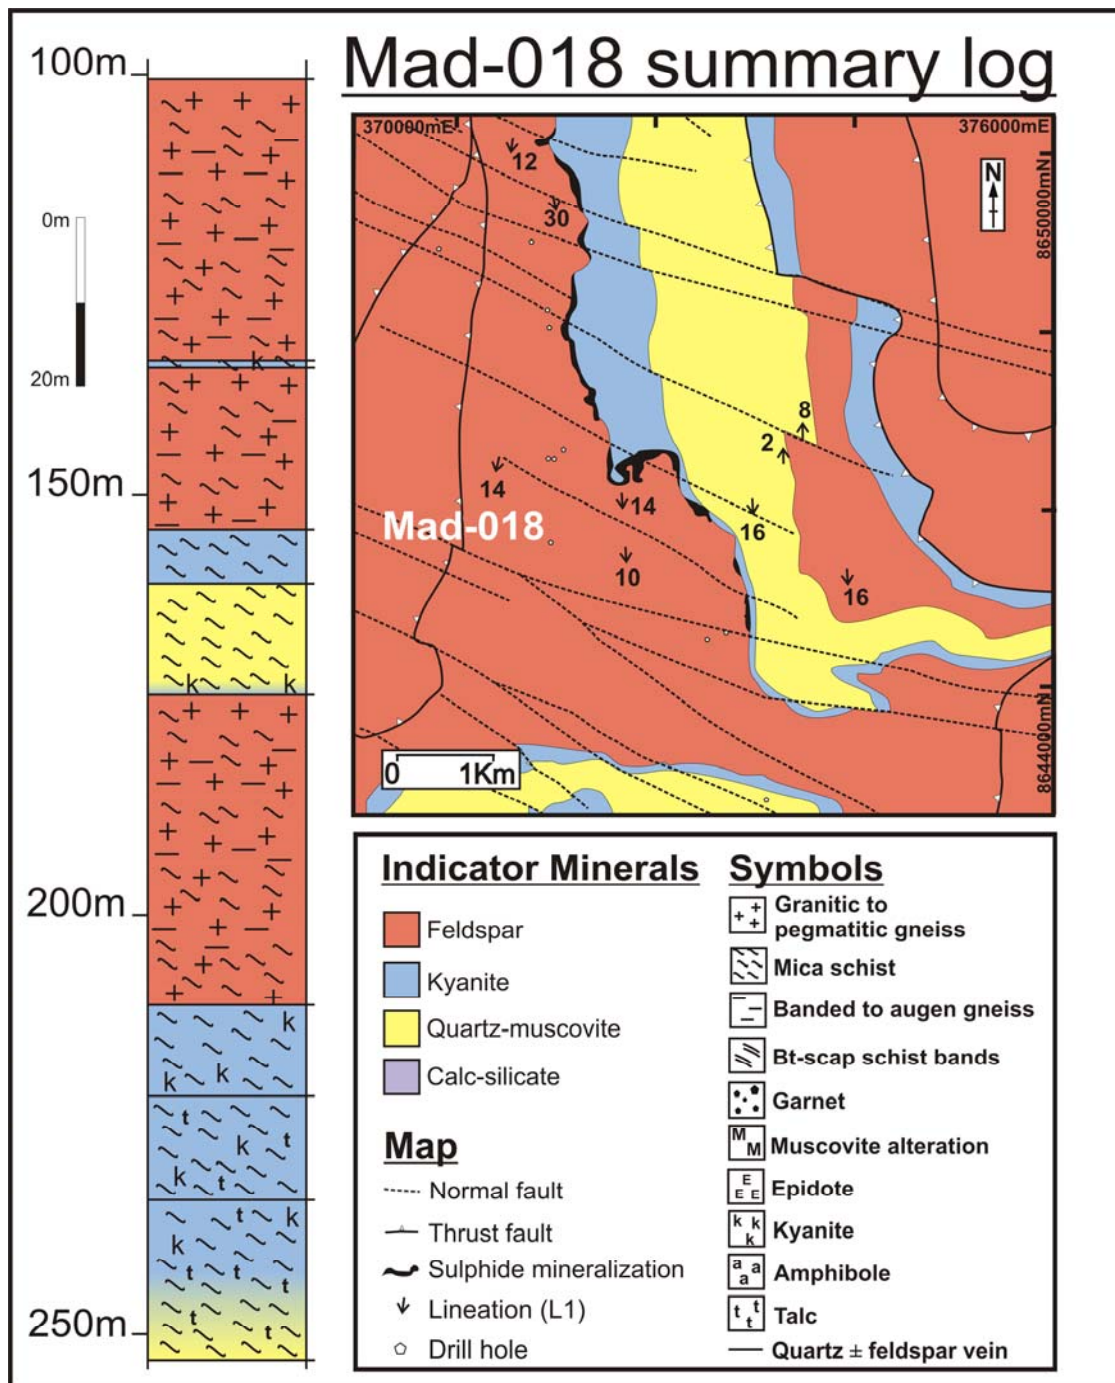 Mad-018 summary log
100m
0m
20m
150m
200m
250m
k
k
k
k
k
k
t
t
k
k
t
t
k
k
t
t
t
t
t
370000mE
376000mE
N
8650000mN
8644000mN
12
30
8
2
14
14
16
10
16
Mad-018
0
1Km
Indicator Minerals
Feldspar
Kyanite
Quartz-muscovite
Calc-silicate
Map
Normal fault
Thrust fault
Sulphide mineralization
Lineation (L1)
Drill hole
Symbols
Granitic to
pegmatitic gneiss
Mica schist
Banded to augen gneiss
Bt-scap schist bands
Garnet
M
M
Muscovite alteration
E
E E
Epidote
k k
k
Kyanite
a a
a
Amphibole
t t
t
Talc
Quartz ± feldspar vein